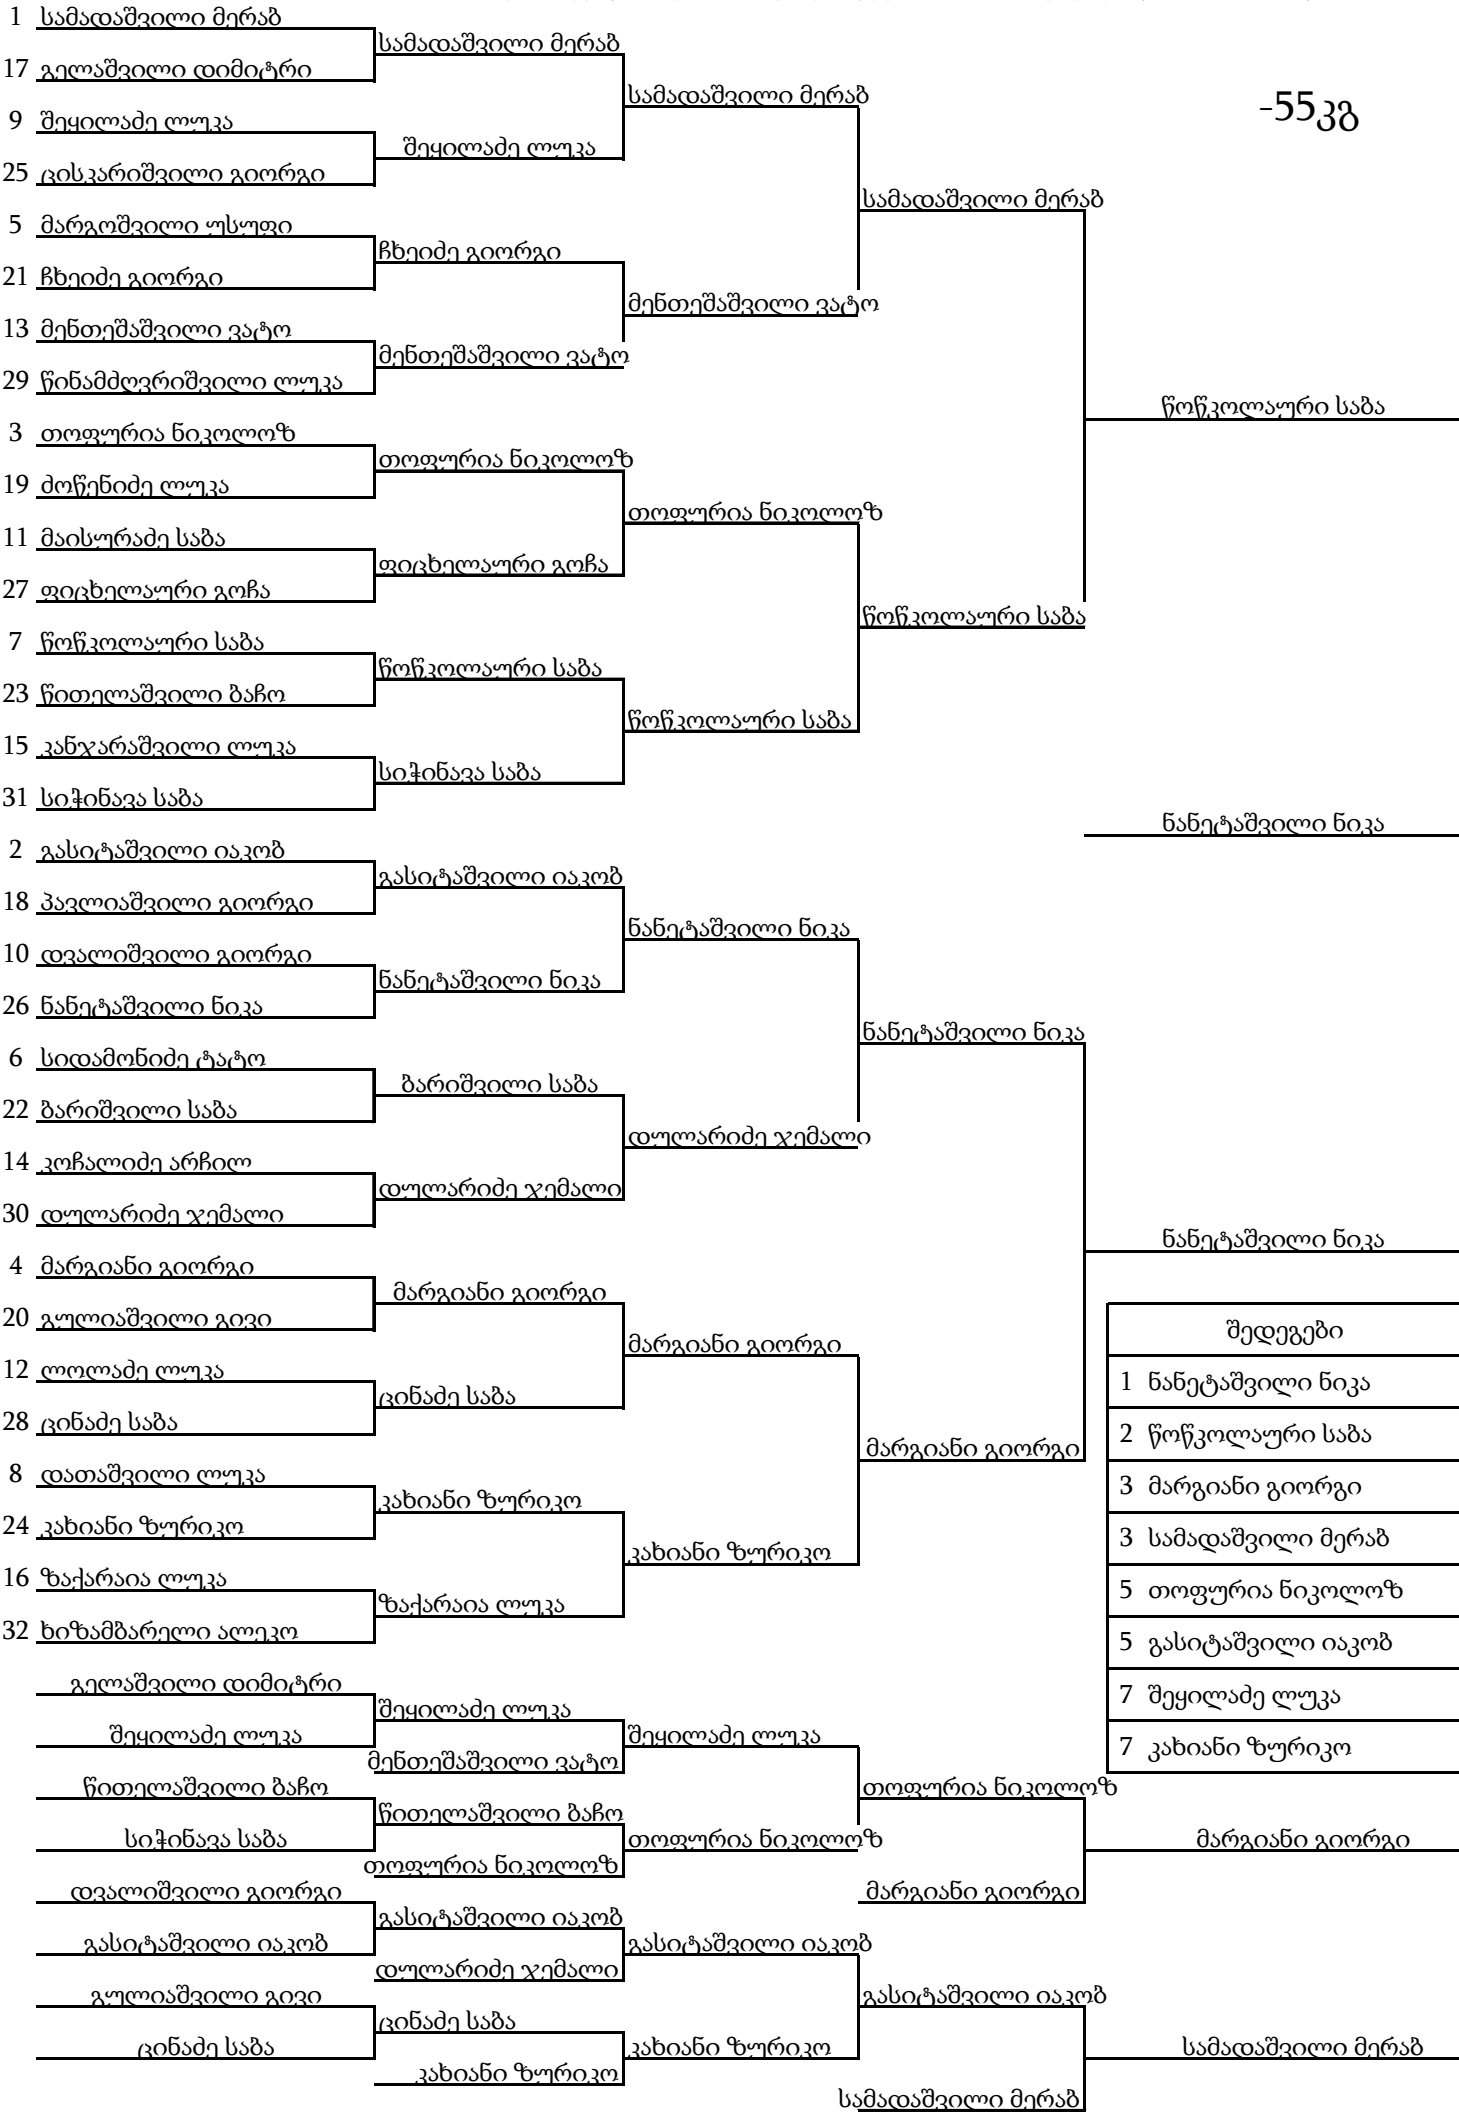 1 სამადაშვილი მერაბ
სამადაშვილი მერაბ
17 გელაშვილი დიმიტრი
სამადაშვილი მერაბ
-55კგ
9 შეყილაძე ლუკა
შეყილაძე ლუკა
25 ცისკარიშვილი გიორგი
სამადაშვილი მერაბ
5 მარგოშვილი უსუფი
ჩხეიძე გიორგი
21 ჩხეიძე გიორგი
მენთეშაშვილი ვატო
13 მენთეშაშვილი ვატო
მენთეშაშვილი ვატო
29 წინამძღვრიშვილი ლუკა
წოწკოლაური საბა
3 თოფურია ნიკოლოზ
თოფურია ნიკოლოზ
19 ძოწენიძე ლუკა
თოფურია ნიკოლოზ
11 მაისურაძე საბა
ფიცხელაური გოჩა
27 ფიცხელაური გოჩა
წოწკოლაური საბა
7 წოწკოლაური საბა
წოწკოლაური საბა
23 წითელაშვილი ბაჩო
წოწკოლაური საბა
15 კანჯარაშვილი ლუკა
სიჭინავა საბა
31 სიჭინავა საბა
ნანეტაშვილი ნიკა
2 გასიტაშვილი იაკობ
გასიტაშვილი იაკობ
18 პავლიაშვილი გიორგი
ნანეტაშვილი ნიკა
10 დვალიშვილი გიორგი
ნანეტაშვილი ნიკა
26 ნანეტაშვილი ნიკა
ნანეტაშვილი ნიკა
6 სიდამონიძე ტატო
ბარიშვილი საბა
22 ბარიშვილი საბა
დულარიძე ჯემალი
14 კოჩალიძე არჩილ
დულარიძე ჯემალი
30 დულარიძე ჯემალი
ნანეტაშვილი ნიკა
4 მარგიანი გიორგი
მარგიანი გიორგი
20 გულიაშვილი გივი
შედეგები
მარგიანი გიორგი
12 ლოლაძე ლუკა
1 ნანეტაშვილი ნიკა
ცინაძე საბა
28 ცინაძე საბა
2 წოწკოლაური საბა
მარგიანი გიორგი
8 დათაშვილი ლუკა
3 მარგიანი გიორგი
კახიანი ზურიკო
24 კახიანი ზურიკო
3 სამადაშვილი მერაბ
კახიანი ზურიკო
16 ზაქარაია ლუკა
5 თოფურია ნიკოლოზ
ზაქარაია ლუკა
32 ხიზამბარელი ალეკო
5 გასიტაშვილი იაკობ
გელაშვილი დიმიტრი
7 შეყილაძე ლუკა
შეყილაძე ლუკა
შეყილაძე ლუკა
შეყილაძე ლუკა
7 კახიანი ზურიკო
მენთეშაშვილი ვატო
წითელაშვილი ბაჩო
თოფურია ნიკოლოზ
წითელაშვილი ბაჩო
სიჭინავა საბა
თოფურია ნიკოლოზ
მარგიანი გიორგი
თოფურია ნიკოლოზ
დვალიშვილი გიორგი
მარგიანი გიორგი
გასიტაშვილი იაკობ
გასიტაშვილი იაკობ
გასიტაშვილი იაკობ
დულარიძე ჯემალი
გულიაშვილი გივი
გასიტაშვილი იაკობ
ცინაძე საბა
ცინაძე საბა
კახიანი ზურიკო
სამადაშვილი მერაბ
კახიანი ზურიკო
სამადაშვილი მერაბ